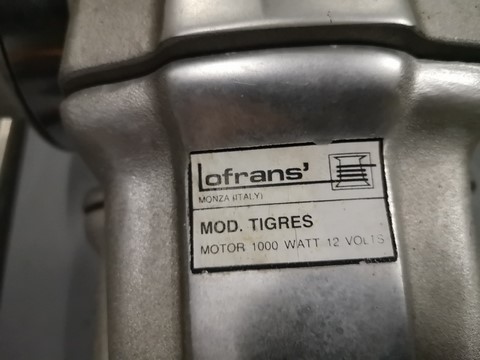 Lofrans'
MONZA (ITALY)
MOD. TIGRES
MOTOR 1000 WATT 12 VOLTS